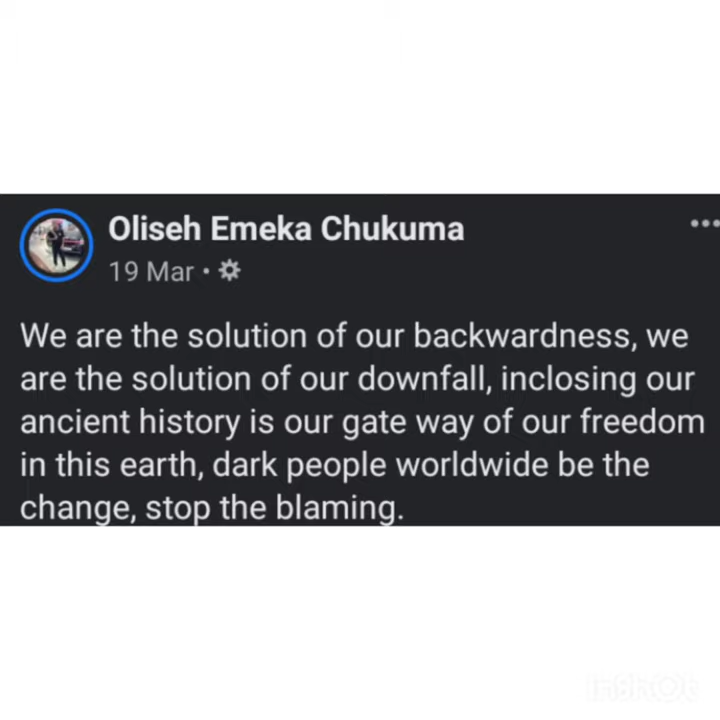 Oliseh Emeka Chukuma
19 Mar •
We are the solution of our backwardness, we
are the solution of our downfall, inclosing our
ancient history is our gate way of our freedom
in this earth, dark people worldwide be the
change, stop the blaming.